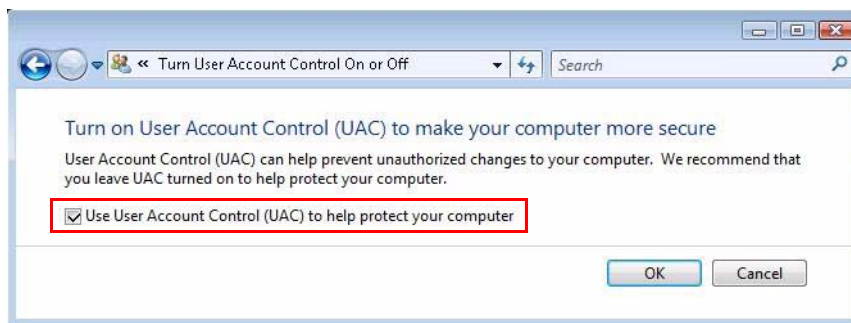 « Turn User Account Control On or Off
Search
Turn on User Account Control (UAC) to make your computer more secure
User Account Control (UAC) can help prevent unauthorized changes to your computer. We recommend that
you leave UAC turned on to help protect your computer.
Use User Account Control (UAC) to help protect your computer
OK
Cancel